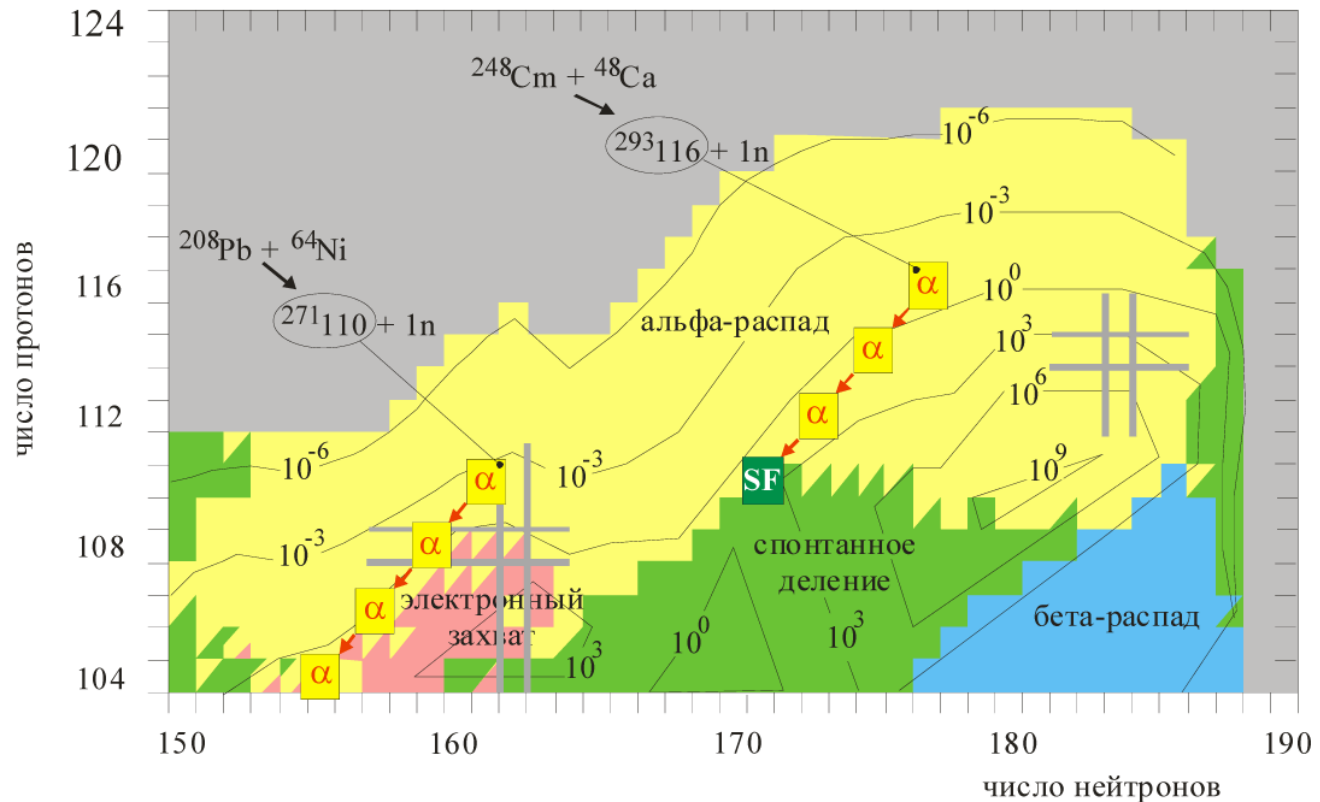 124
120
116
112
108
104
число протонов
²⁴⁸Cm + ⁴⁸Ca
²⁹³116 + 1n
²⁰⁸Pb + ⁶⁴Ni
²⁷¹110 + 1n
10⁻⁶
10⁻³
10⁰
10³
10⁶
10⁹
альфа-распад
α
α
α
SF
10⁻⁶
10⁻³
10⁻³
α
α
α
α
электронный
захват
10³
спонтанное
деление
10⁰
10³
бета-распад
150
160
170
180
190
число нейтронов